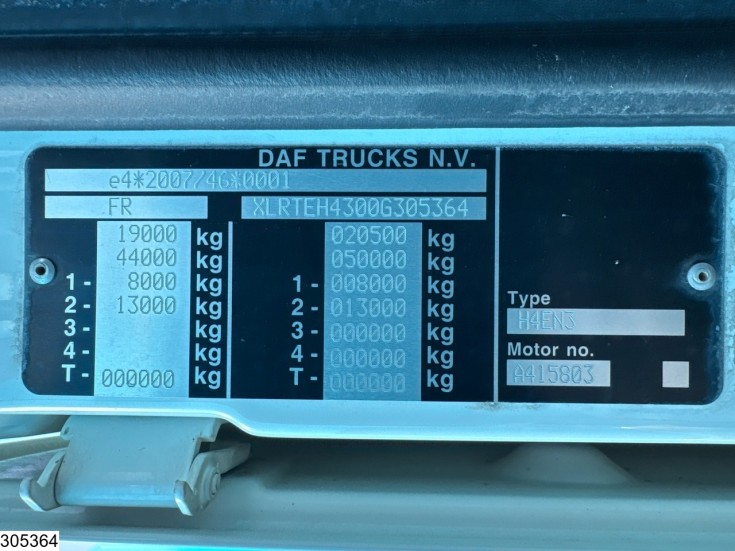 DAF TRUCKS N.V.
e4*2007/46*0001
FR XLRTEH4300G305364
19000 kg 020500 kg
44000 kg 050000 kg
1- 8000 kg 1- 008000 kg
2- 13000 kg 2- 013000 kg
3- kg 3- 000000 kg
4- kg 4- 000000 kg
T- 000000 kg T- 000000 kg
Type
H4EN3
Motor no.
A415803
305364